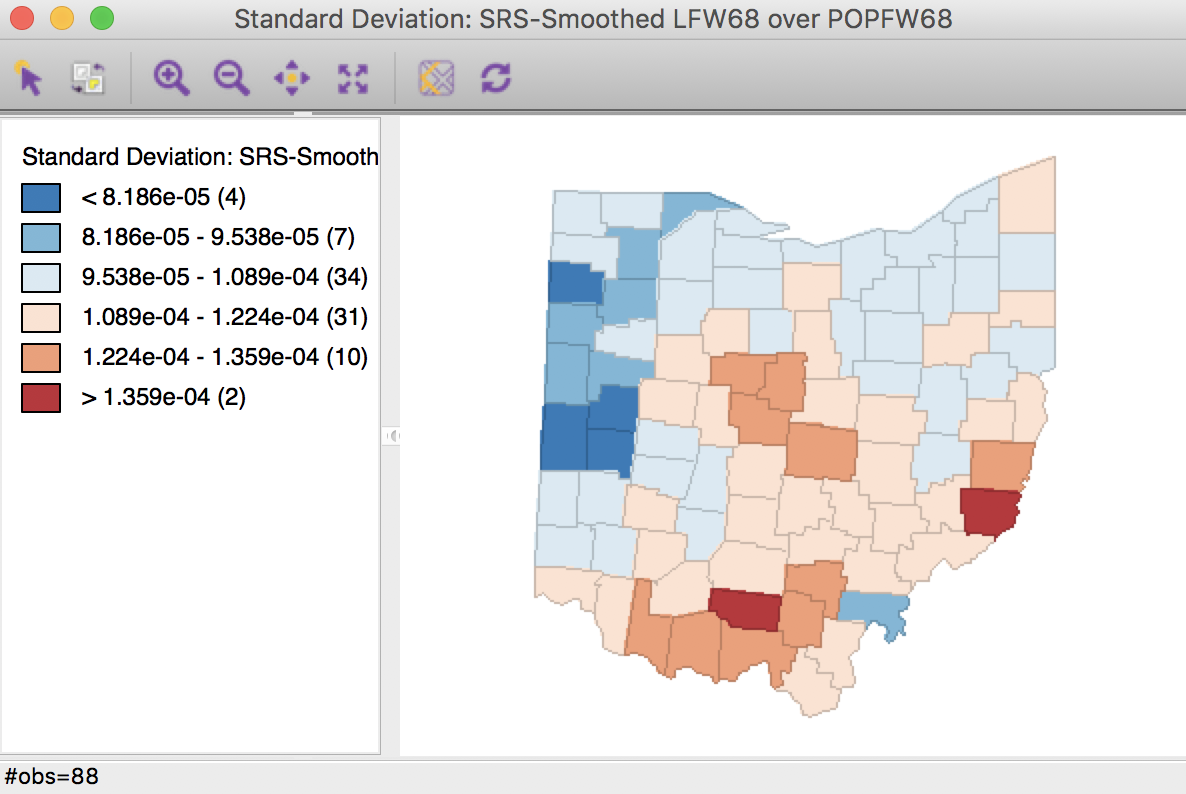 Standard Deviation: SRS-Smoothed LFW68 over POPFW68
Standard Deviation: SRS-Smooth
< 8.186e-05 (4)
8.186e-05 - 9.538e-05 (7)
9.538e-05 - 1.089e-04 (34)
1.089e-04 - 1.224e-04 (31)
1.224e-04 - 1.359e-04 (10)
> 1.359e-04 (2)
#obs=88